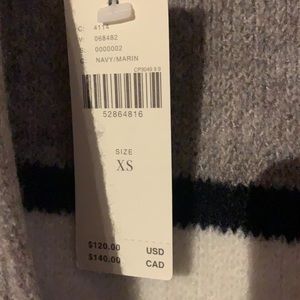 C: 4114
068482
S: 0000002
C: NAVY/MARIN
52864816
SIZE
XS
$120.00 USD
$140.00 CAD